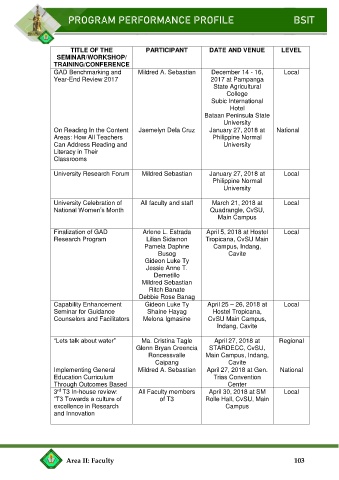 PROGRAM PERFORMANCE PROFILE BSIT
TITLE OF THE SEMINAR/WORKSHOP/ TRAINING/CONFERENCE PARTICIPANT DATE AND VENUE LEVEL
GAD Benchmarking and Mildred A. Sebastian December 14 - 16, Local
Year-End Review 2017 2017 at Pampanga
State Agricultural
College
Subic International
Hotel
Bataan Peninsula State
University
On Reading In the Content Jaemelyn Dela Cruz January 27, 2018 at National
Areas: How All Teachers Philippine Normal
Can Address Reading and University
Literacy in Their
Classrooms
University Research Forum Mildred Sebastian January 27, 2018 at Local
Philippine Normal
University
University Celebration of All faculty and staff March 21, 2018 at Local
National Women's Month Quadrangle, CvSU,
Main Campus
Finalization of GAD Arlene L. Estrada April 5, 2018 at Hostel Local
Research Program Lilian Sidamon Tropicana, CvSU Main
Pamela Daphne Campus, Indang,
Busog Cavite
Gideon Luke Ty
Jessie Anne T.
Demetillo
Mildred Sebastian
Ritch Banate
Debbie Rose Banag
Capability Enhancement Gideon Luke Ty April 25 – 26, 2018 at Local
Seminar for Guidance Shaine Hayag Hostel Tropicana,
Counselors and Facilitators Melona Igmasine CvSU Main Campus,
Indang, Cavite
"Lets talk about water" Ma. Cristina Tagle April 27, 2018 at Regional
Glenn Bryan Creencia STARDECC, CvSU,
Roncessvalle Main Campus, Indang,
Caipang Cavite
Implementing General Mildred A. Sebastian April 27, 2018 at Gen. National
Education Curriculum Trias Convention
Through Outcomes Based Center
3rd T3 In-house review: All Faculty members April 30, 2018 at SM Local
"T3 Towards a culture of of T3 Rolle Hall, CvSU, Main
excellence in Research Campus
and Innovation
Area II: Faculty 103